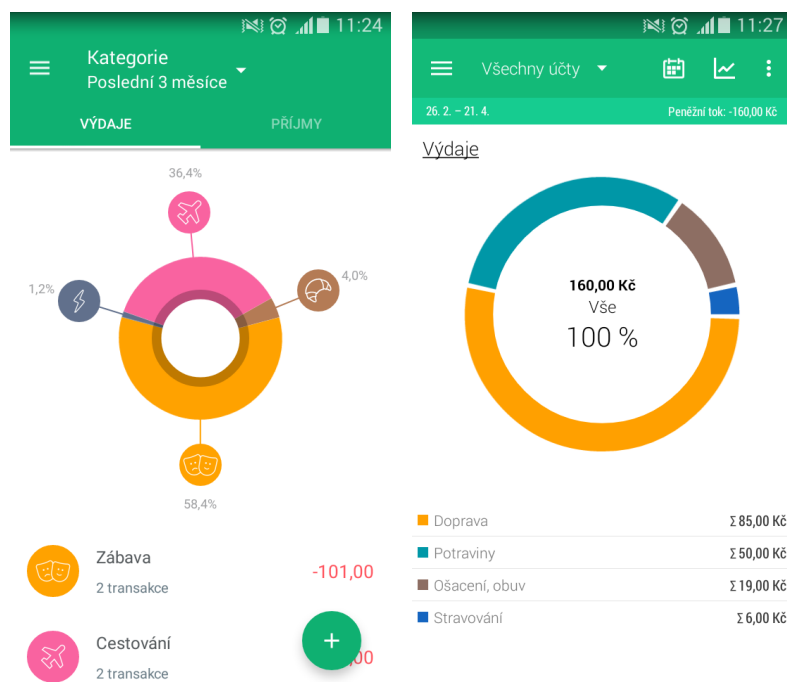 11:24
Kategorie
Poslední 3 měsíce
VÝDAJE PŘÍJMY
36,4%
1,2%
4,0%
58,4%
Zábava
2 transakce
-101,00
Cestování
2 transakce
+
00
11:27
Všechny účty
26. 2. – 21. 4. Peněžní tok: -160,00 Kč
Výdaje
160,00 Kč
Vše
100 %
Doprava Σ 85,00 Kč
Potraviny Σ 50,00 Kč
Ošacení, obuv Σ 19,00 Kč
Stravování Σ 6,00 Kč